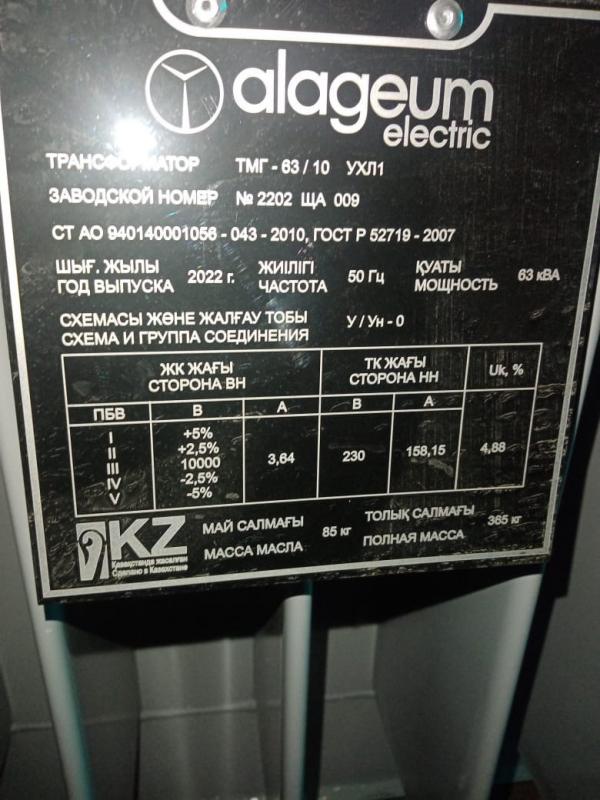 alageum
electric
ТРАНСФОРМАТОР ТМГ - 63 / 10 УХЛ1
ЗАВОДСКОЙ НОМЕР № 2202 ЩА 009
СТ АО 940140001056 - 043 - 2010, ГОСТ Р 52719 - 2007
ШЫҒ. ЖЫЛЫ 2022 г. ЖИІЛІГІ 50 Гц ҚУАТЫ 63 кВА
ГОД ВЫПУСКА ЧАСТОТА МОЩНОСТЬ
СХЕМАСЫ ЖӘНЕ ЖАЛҒАУ ТОБЫ У / Ун - 0
СХЕМА И ГРУППА СОЕДИНЕНИЯ
ЖК ЖАҒЫ ТК ЖАҒЫ Uk, %
СТОРОНА ВН СТОРОНА НН
ПБВ В А В А
I +5%
II +2,5%
III 10000 3,64 230 158,15 4,88
IV -2,5%
V -5%
KZ МАЙ САЛМАҒЫ 85 кг ТОЛЫҚ САЛМАҒЫ 365 кг
МАССА МАСЛА ПОЛНАЯ МАССА
Қазақстанда жасалған
Сделано в Казахстане